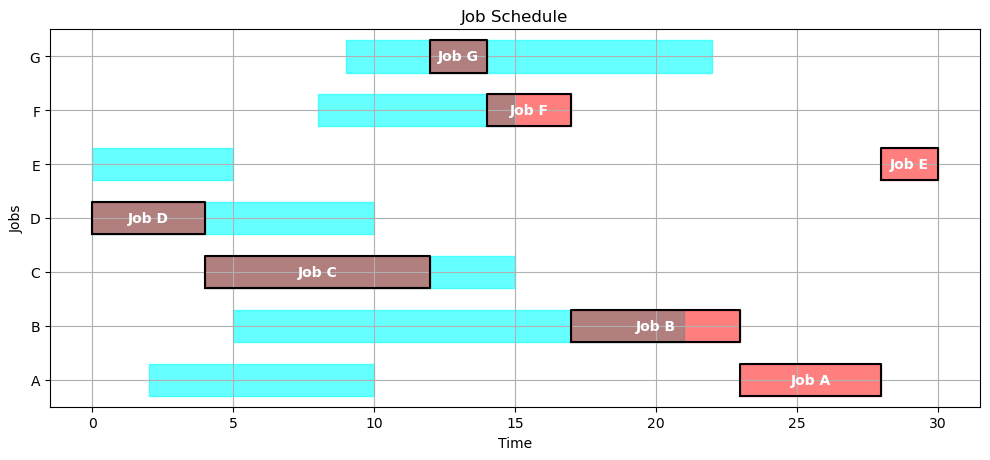 Job Schedule
G
Job G
F
Job F
E
Job E
D
Job D
C
Job C
B
Job B
A
Job A
Jobs
0 5 10 15 20 25 30
Time